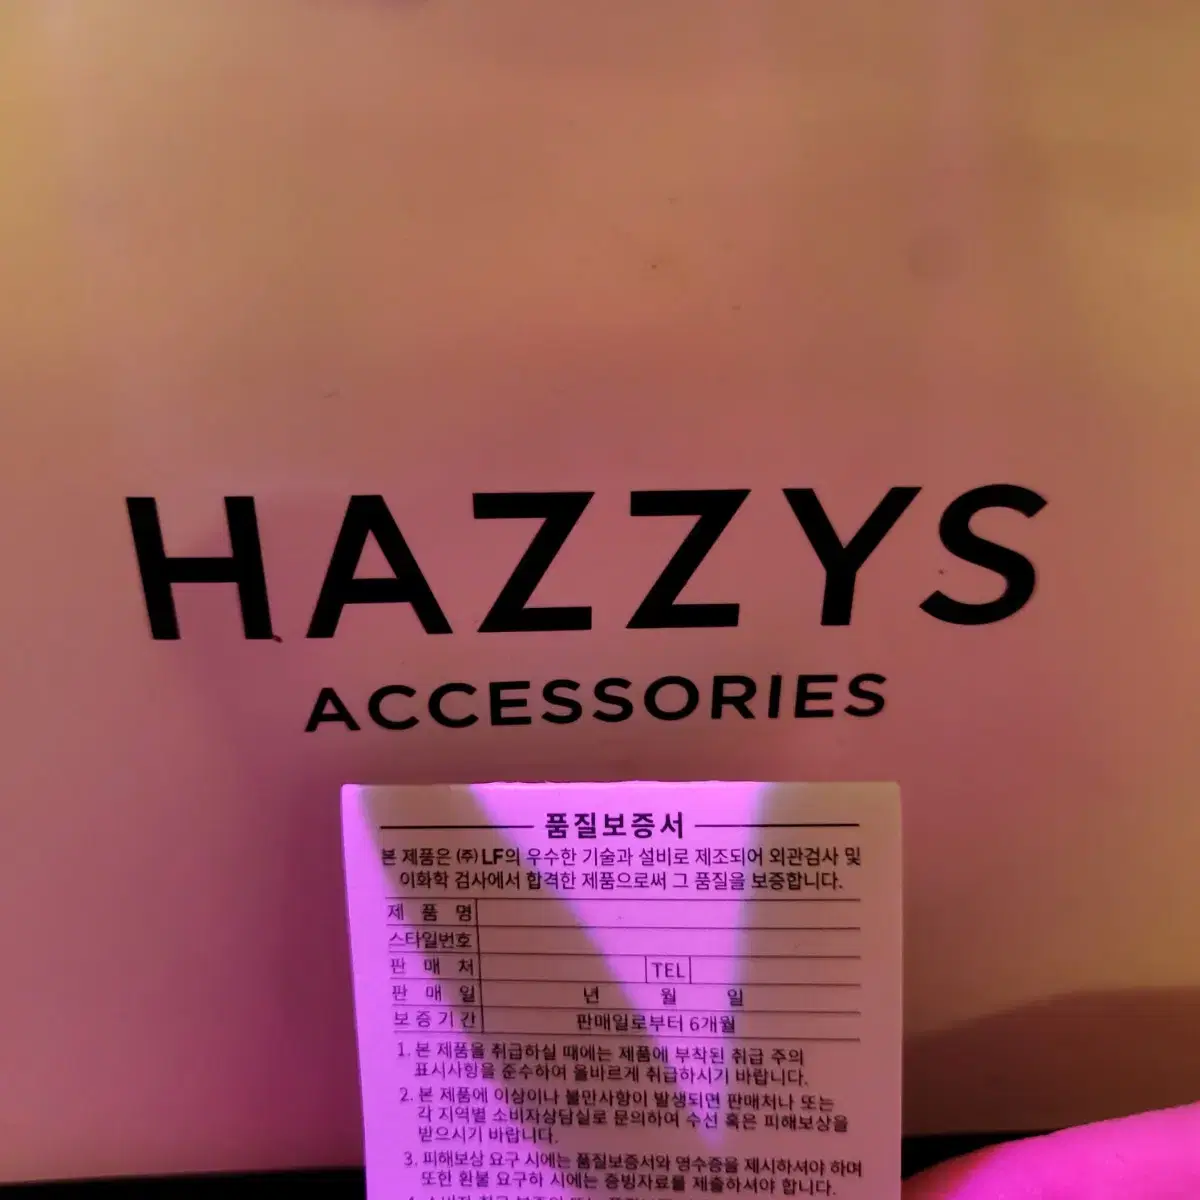 HAZZYS
ACCESSORIES
품질보증서
본 제품은 ㈜LF의 우수한 기술과 설비로 제조되어 외관검사 및
이화학 검사에서 합격한 제품으로써 그 품질을 보증합니다.
제 품 명
스타일번호
판 매 처 TEL
판 매 일 년 월 일
보증기간 판매일로부터 6개월
1. 본 제품을 취급하실 때에는 제품에 부착된 취급 주의
표시사항을 준수하여 올바르게 취급하시기 바랍니다.
2. 본 제품에 이상이나 불만사항이 발생되면 판매처나 또는
각 지역별 소비자상담실로 문의하여 수선 혹은 피해보상을
받으시기 바랍니다.
3. 피해보상 요구 시에는 품질보증서와 영수증을 제시하셔야 하며
또한 환불 요구하 시에는 증빙자료를 제출하셔야 합니다.